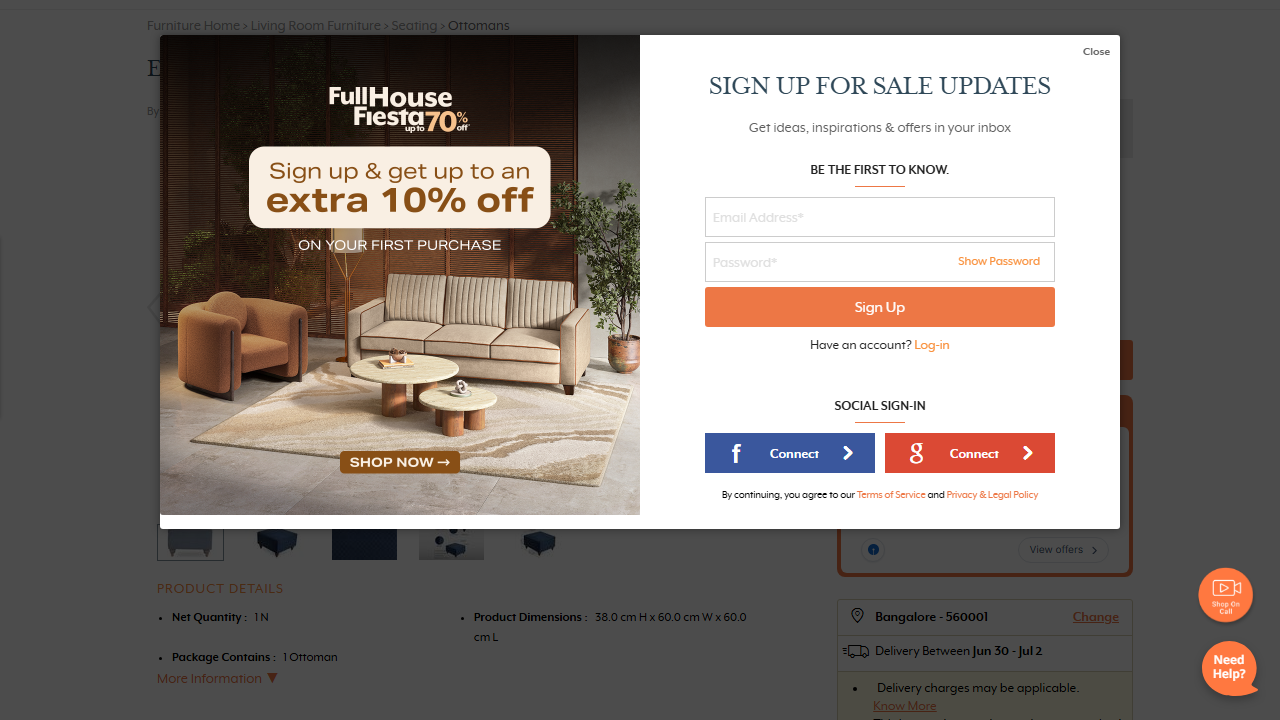 Furniture Home > Living Room Furniture > Seating > Ottomans
E
By
Close
FullHouse
Fiesta up to 70% off
Sign up & get up to an
extra 10% off
ON YOUR FIRST PURCHASE
SHOP NOW →
SIGN UP FOR SALE UPDATES
Get ideas, inspirations & offers in your inbox
BE THE FIRST TO KNOW.
Email Address*
Password* Show Password
Sign Up
Have an account? Log-in
SOCIAL SIGN-IN
f Connect
g Connect
By continuing, you agree to our Terms of Service and Privacy & Legal Policy
View offers
PRODUCT DETAILS
• Net Quantity : 1 N
• Product Dimensions : 38.0 cm H x 60.0 cm W x 60.0
cm L
• Package Contains : 1 Ottoman
More Information ▼
Bangalore - 560001 Change
Delivery Between Jun 30 - Jul 2
• Delivery charges may be applicable.
Know More
Shop On
Call
Need
Help?